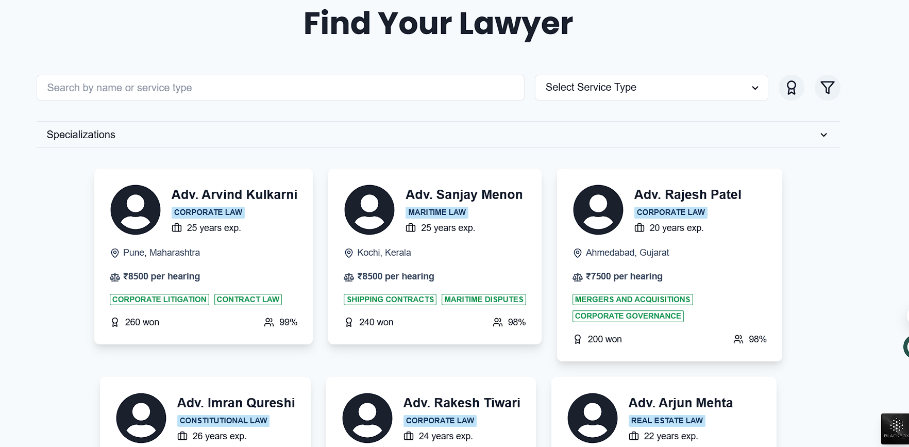 Find Your Lawyer
Search by name or service type
Select Service Type
Specializations
Adv. Arvind Kulkarni
CORPORATE LAW
25 years exp.
Pune, Maharashtra
₹8500 per hearing
CORPORATE LITIGATION CONTRACT LAW
260 won 99%
Adv. Sanjay Menon
MARITIME LAW
25 years exp.
Kochi, Kerala
₹8500 per hearing
SHIPPING CONTRACTS MARITIME DISPUTES
240 won 98%
Adv. Rajesh Patel
CORPORATE LAW
20 years exp.
Ahmedabad, Gujarat
₹7500 per hearing
MERGERS AND ACQUISITIONS
CORPORATE GOVERNANCE
200 won 98%
Adv. Imran Qureshi
CONSTITUTIONAL LAW
26 years exp.
Adv. Rakesh Tiwari
CORPORATE LAW
24 years exp.
Adv. Arjun Mehta
REAL ESTATE LAW
22 years exp.